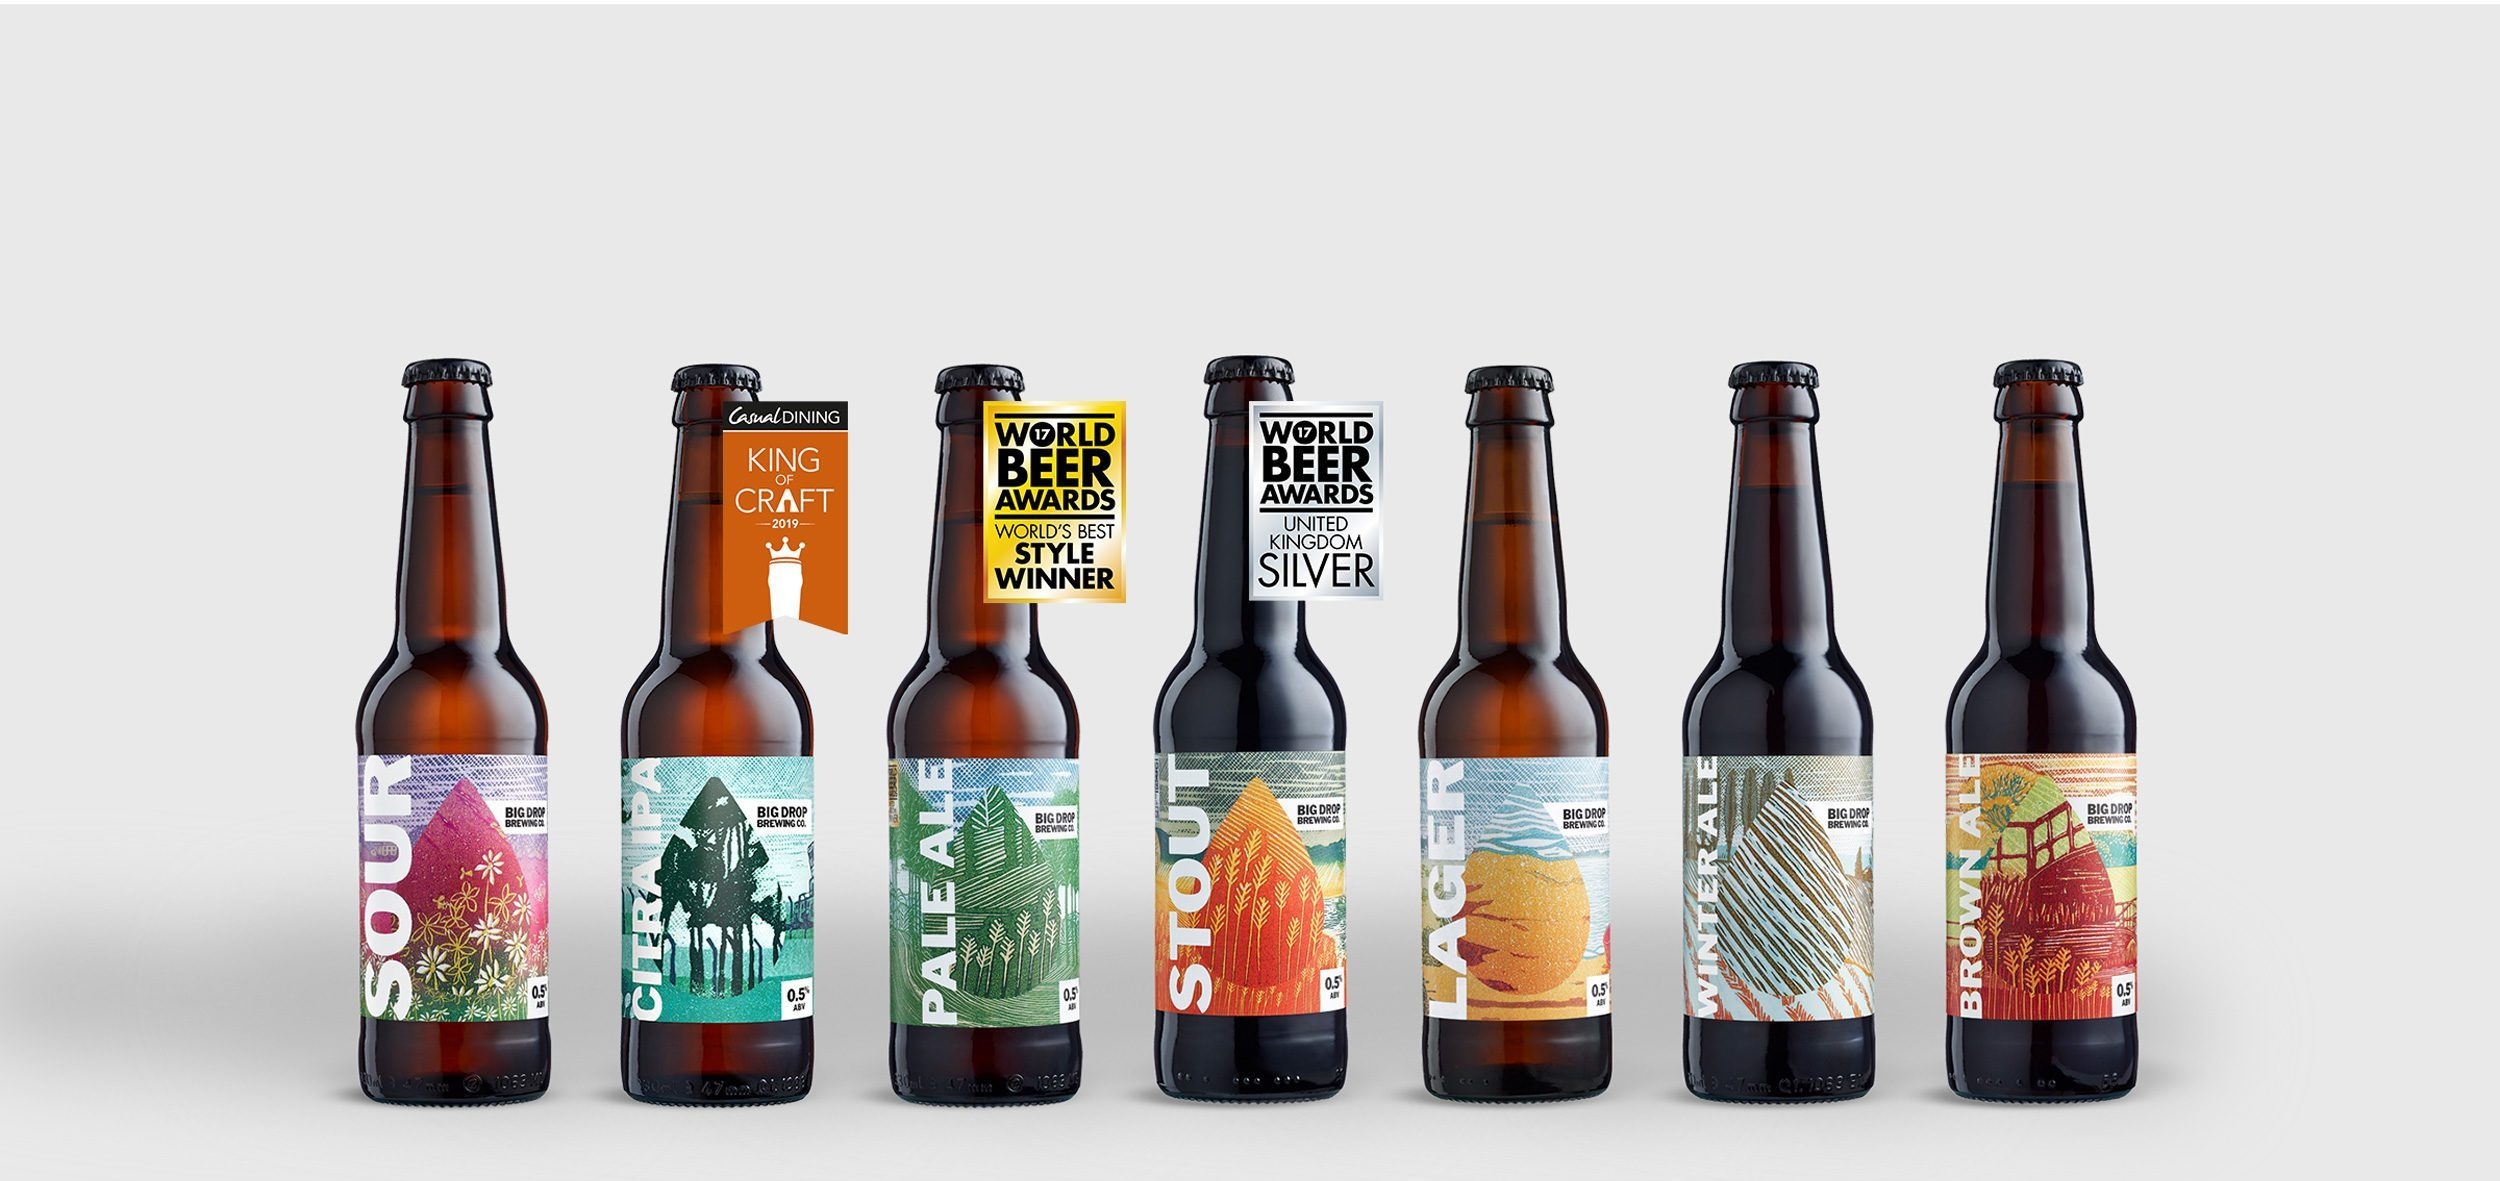 SOUR
BIG DROP
BREWING CO.
0.5%
ABV
CasualDINING
KING
OF
CRAFT
2019
CITRA IPA
BIG DROP
BREWING CO.
0.5%
ABV
47mm
17
WORLD
BEER
AWARDS
WORLD'S BEST
STYLE
WINNER
PALE ALE
BIG DROP
BREWING CO.
0.5%
ABV
17
WORLD
BEER
AWARDS
UNITED
KINGDOM
SILVER
STOUT
BIG DROP
BREWING CO.
0.5%
ABV
LAGER
BIG DROP
BREWING CO.
0.5%
ABV
WINTER ALE
BIG DROP
BREWING CO.
BROWN ALE
BIG DROP
BREWING CO.
0.5%
ABV